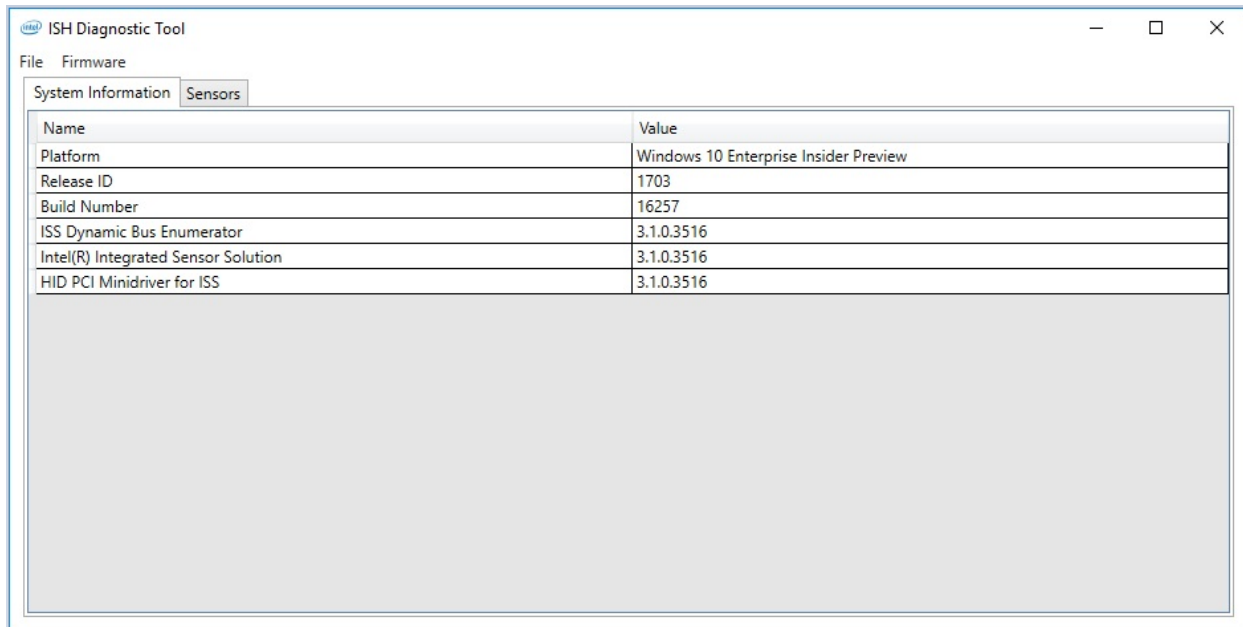 intel ISH Diagnostic Tool
File Firmware
System Information Sensors
Name Value
Platform Windows 10 Enterprise Insider Preview
Release ID 1703
Build Number 16257
ISS Dynamic Bus Enumerator 3.1.0.3516
Intel(R) Integrated Sensor Solution 3.1.0.3516
HID PCI Minidriver for ISS 3.1.0.3516